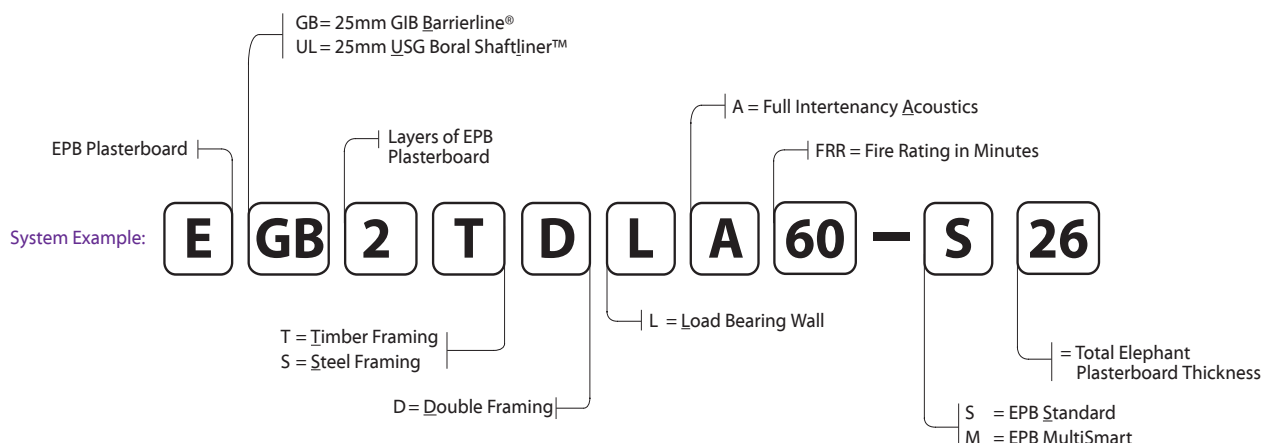 GB= 25mm GIB Barrierline®
UL = 25mm USG Boral Shaftliner™
A = Full Intertenancy Acoustics
EPB Plasterboard
Layers of EPB
Plasterboard
FRR = Fire Rating in Minutes
System Example: E GB 2 T D L A 60 – S 26
T = Timber Framing
S = Steel Framing
L = Load Bearing Wall
= Total Elephant
Plasterboard Thickness
D= Double Framing
S = EPB Standard
M = EPB MultiSmart